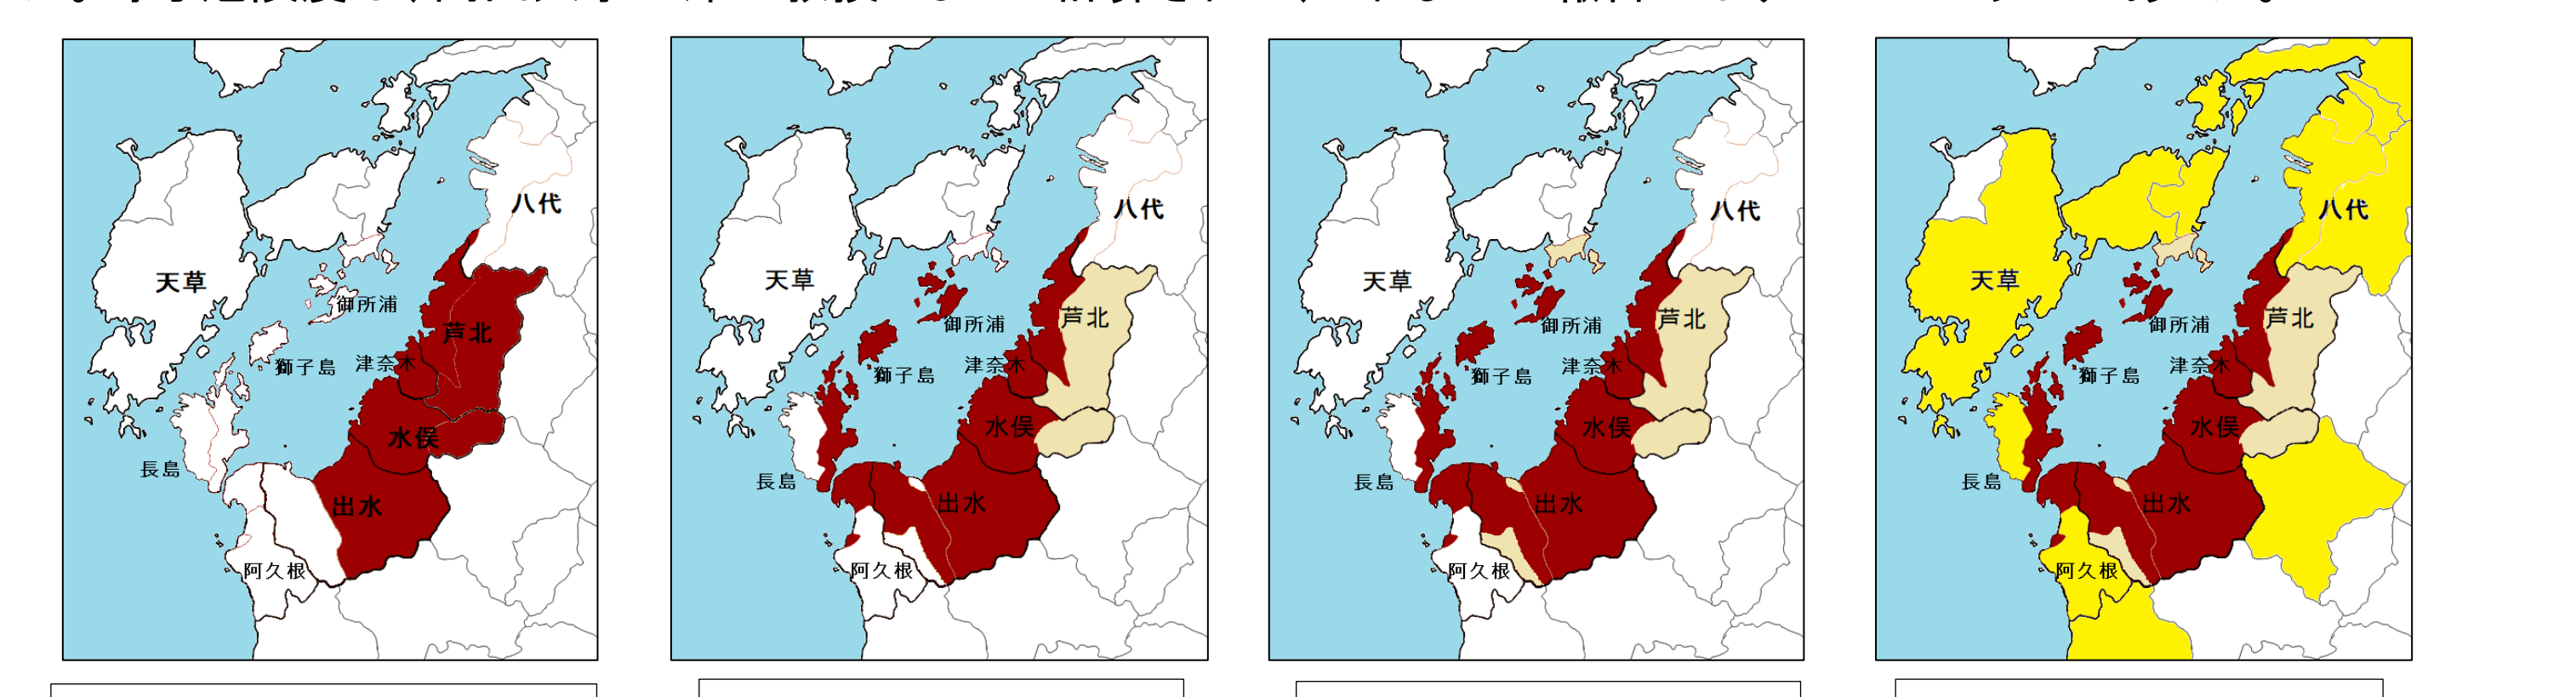 八代
天草
御所浦
芦北
獅子島
津奈木
水俣
長島
出水
阿久根
八代
天草
御所浦
芦北
獅子島
津奈木
水俣
長島
出水
阿久根
八代
天草
御所浦
芦北
獅子島
津奈木
水俣
長島
出水
阿久根
八代
天草
御所浦
芦北
獅子島
津奈木
水俣
長島
出水
阿久根